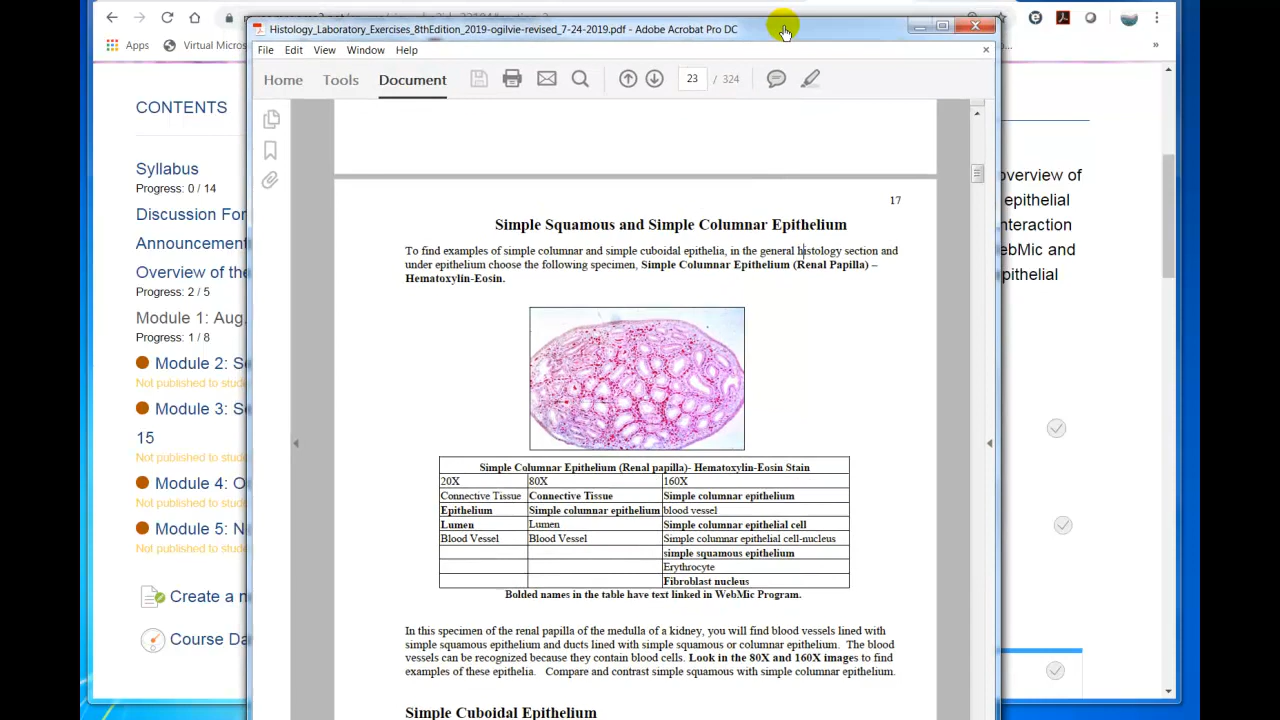 Histology_Laboratory_Exercises_8thEdition_2019-ogilvie-revised_7-24-2019.pdf - Adobe Acrobat Pro DC
File Edit View Window Help
Home Tools Document 23 / 324
Apps Virtual Micros
CONTENTS
Syllabus
Progress: 0 / 14
Discussion For
Announcement
Overview of the
Progress: 2 / 5
Module 1: Aug.
Progress: 1 / 8
Module 2: S
Not published to stude
Module 3: S
15
Not published to stude
Module 4: O
Not published to stude
Module 5: N
Not published to stude
Create a n
Course Da
17
Simple Squamous and Simple Columnar Epithelium
To find examples of simple columnar and simple cuboidal epithelia, in the general histology section and
under epithelium choose the following specimen, Simple Columnar Epithelium (Renal Papilla) –
Hematoxylin-Eosin.
Simple Columnar Epithelium (Renal papilla)- Hematoxylin-Eosin Stain
20X 80X 160X
Connective Tissue Connective Tissue Simple columnar epithelium
Epithelium Simple columnar epithelium blood vessel
Lumen Lumen Simple columnar epithelial cell
Blood Vessel Blood Vessel Simple columnar epithelial cell-nucleus
simple squamous epithelium
Erythrocyte
Fibroblast nucleus
Bolded names in the table have text linked in WebMic Program.
In this specimen of the renal papilla of the medulla of a kidney, you will find blood vessels lined with
simple squamous epithelium and ducts lined with simple squamous or columnar epithelium. The blood
vessels can be recognized because they contain blood cells. Look in the 80X and 160X images to find
examples of these epithelia. Compare and contrast simple squamous with simple columnar epithelium.
Simple Cuboidal Epithelium
overview of
epithelial
interaction
ebMic and
pithelial